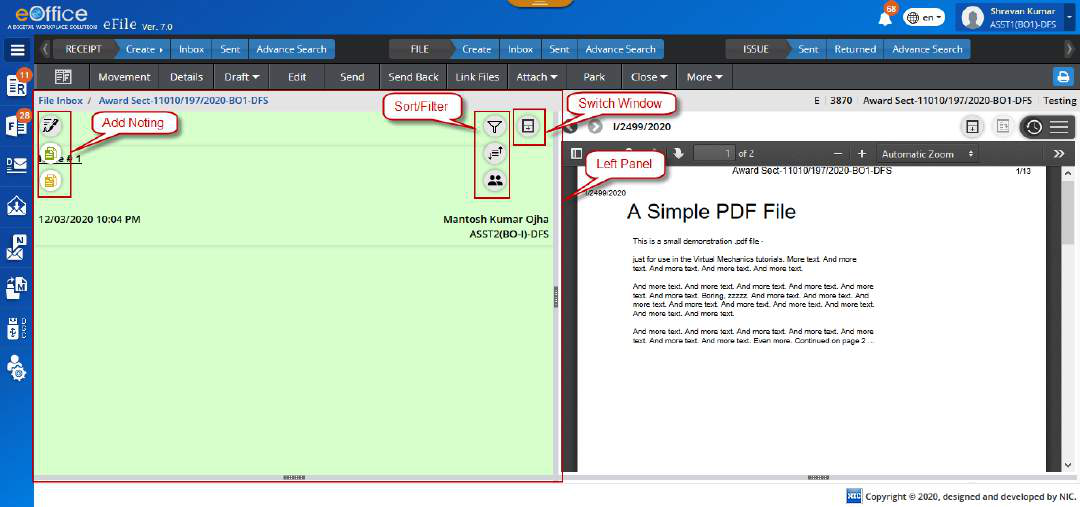 eOffice
A DIGITAL WORKPLACE SOLUTION
eFile Ver. 7.0
68
en
Shravan Kumar
ASST1(BO1)-DFS
RECEIPT Create Inbox Sent Advance Search
FILE Create Inbox Sent Advance Search
ISSUE Sent Returned Advance Search
Movement Details Draft Edit Send Send Back Link Files Attach Park Close More
11
R
28
F
D
N
M
DSC
File Inbox / Award Sect-11010/197/2020-BO1-DFS
E | 3870 | Award Sect-11010/197/2020-BO1-DFS | Testing
Add Noting
Sort/Filter
Switch Window
Left Panel
# 1
12/03/2020 10:04 PM
Mantosh Kumar Ojha
ASST2(BO-I)-DFS
I/2499/2020
1 of 2
Automatic Zoom
Award Sect-11010/197/2020-BO1-DFS
1/13
I/2499/2020
A Simple PDF File
This is a small demonstration .pdf file -
just for use in the Virtual Mechanics tutorials. More text. And more
text. And more text. And more text. And more text.
And more text. And more text. And more text. And more text. And more
text. And more text. Boring, zzzzz. And more text. And more text. And
more text. And more text. And more text. And more text. And more text.
And more text. And more text.
And more text. And more text. And more text. And more text. And more
text. And more text. And more text. Even more. Continued on page 2 ...
NIC Copyright © 2020, designed and developed by NIC.